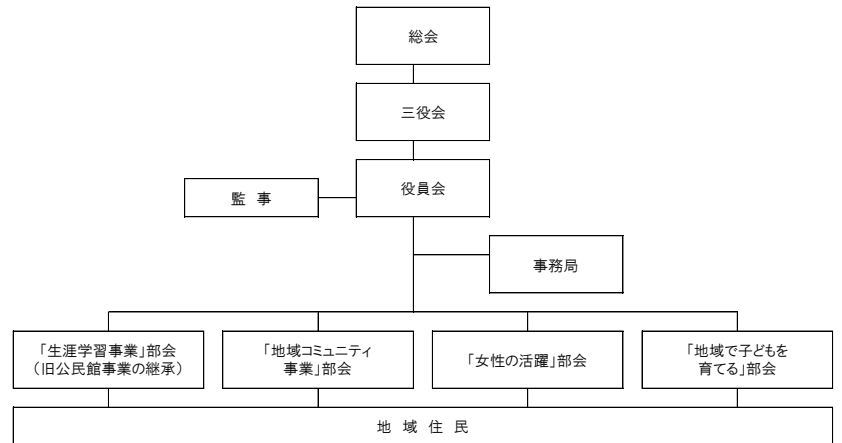 総会
三役会
役員会
監 事
事務局
「生涯学習事業」部会
（旧公民館事業の継承）
「地域コミュニティ
事業」部会
「女性の活躍」部会
「地域で子どもを
育てる」部会
地 域 住 民